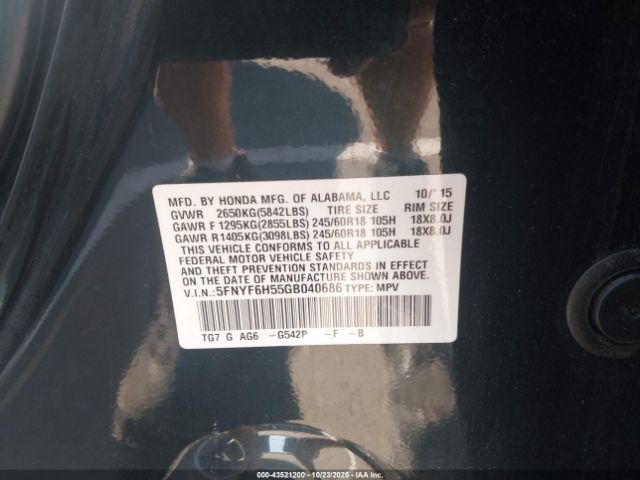 MFD. BY HONDA MFG. OF ALABAMA, LLC 10/ 15
GVWR 2650KG(5842LBS) TIRE SIZE RIM SIZE
GAWR F 1295KG(2855LBS) 245/60R18 105H 18X8.0J
GAWR R1405KG(3098LBS) 245/60R18 105H 18X8.0J
THIS VEHICLE CONFORMS TO ALL APPLICABLE
FEDERAL MOTOR VEHICLE SAFETY
AND THEFT PREVENTION STANDARDS IN EFFECT
ON THE DATE OF MANUFACTURE SHOWN ABOVE.
V.I.N.: 5FNYF6H55GB040686 TYPE: MPV
TG7 G AG6 -G542P -F -B
00-43521200 - 10/23/2025 - IAAI.COM